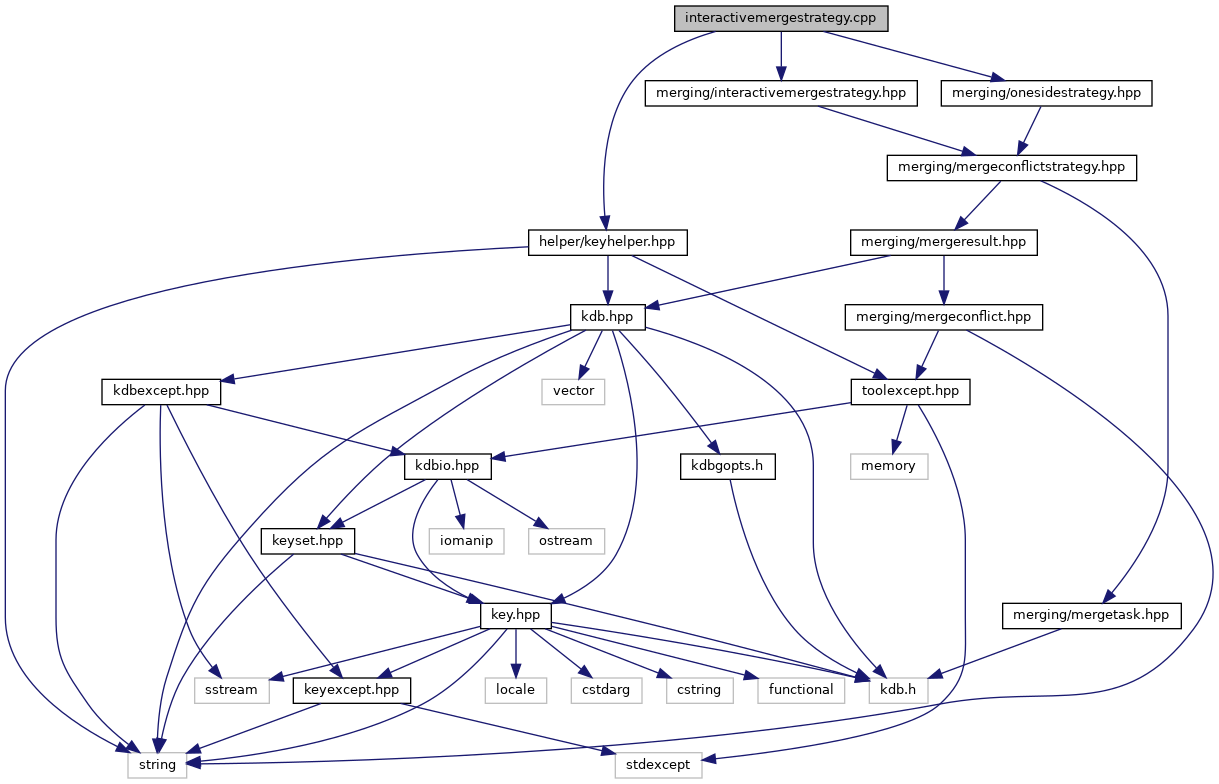 interactivemergestrategy.cpp
merging/interactivemergestrategy.hpp
merging/onesidestrategy.hpp
merging/mergeconflictstrategy.hpp
helper/keyhelper.hpp
merging/mergeresult.hpp
kdb.hpp
merging/mergeconflict.hpp
kdbexcept.hpp
vector
toolexcept.hpp
kdbio.hpp
kdbgopts.h
memory
keyset.hpp
iomanip
ostream
key.hpp
merging/mergetask.hpp
sstream
keyexcept.hpp
locale
cstdarg
cstring
functional
kdb.h
string
stdexcept